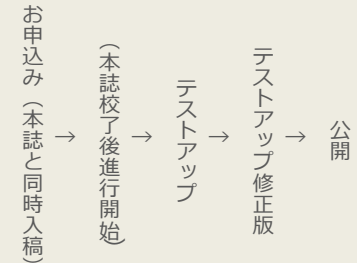 お申込み（本誌と同時入稿）
→
（本誌校了後進行開始）
→
テストアップ
→
テストアップ修正版
→
公開